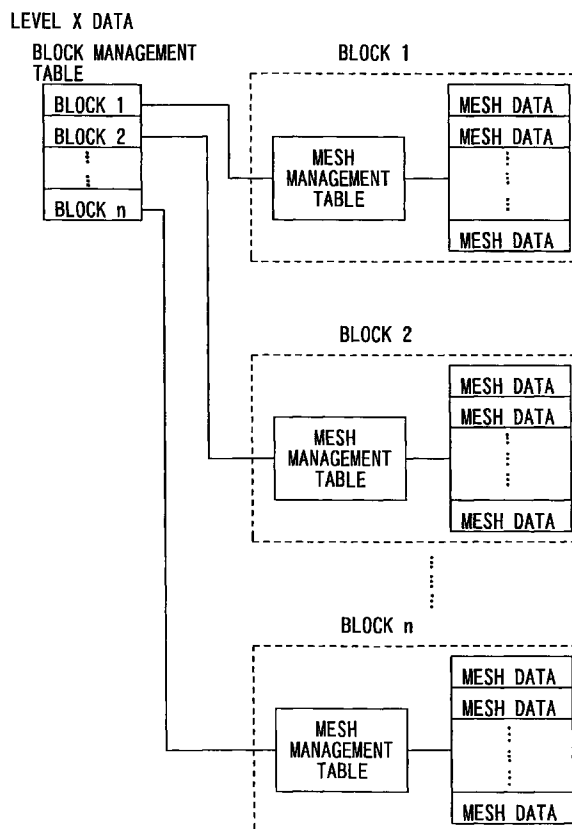 LEVEL X DATA
BLOCK MANAGEMENT
TABLE
BLOCK 1
BLOCK 2
BLOCK n
BLOCK 1
MESH
MANAGEMENT
TABLE
MESH DATA
MESH DATA
MESH DATA
BLOCK 2
MESH
MANAGEMENT
TABLE
MESH DATA
MESH DATA
MESH DATA
BLOCK n
MESH
MANAGEMENT
TABLE
MESH DATA
MESH DATA
MESH DATA